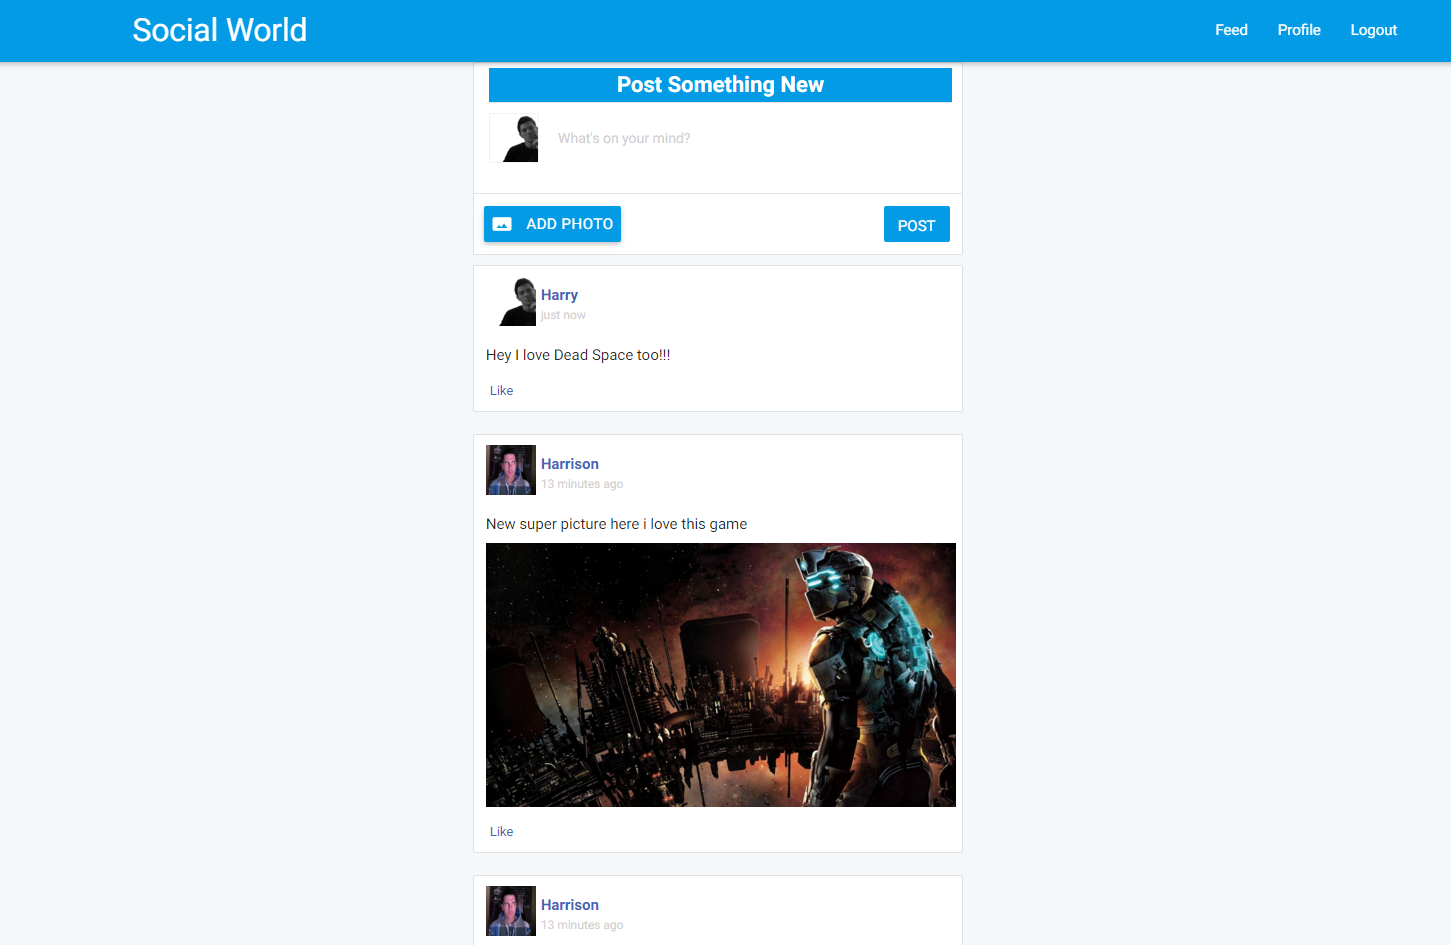 Social World
Feed
Profile
Logout
Post Something New
What's on your mind?
ADD PHOTO
POST
Harry
just now
Hey I love Dead Space too!!!
Like
Harrison
13 minutes ago
New super picture here i love this game
Like
Harrison
13 minutes ago